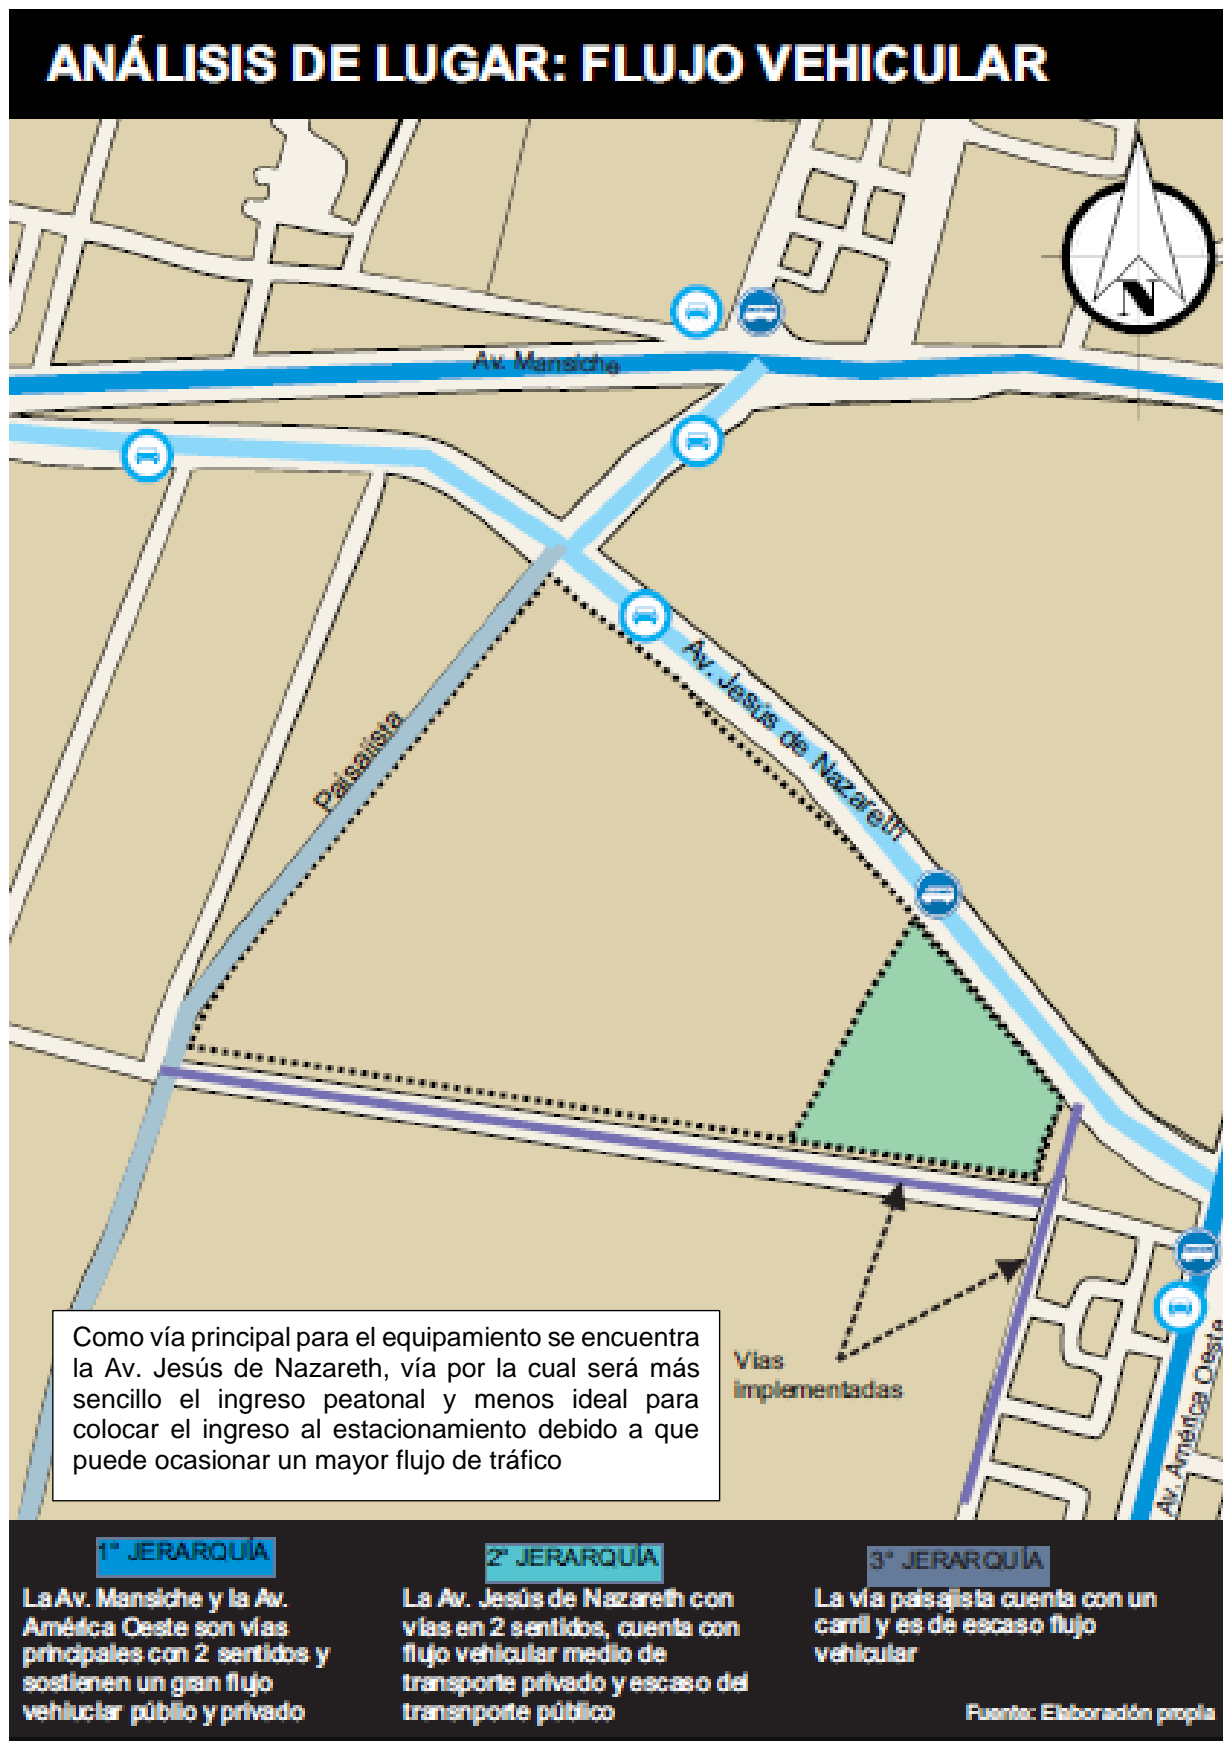 ANÁLISIS DE LUGAR: FLUJO VEHICULAR
N
Av. Mansiche
Av. Jesús de Nazareth
Paisajista
Como vía principal para el equipamiento se encuentra
la Av. Jesús de Nazareth, vía por la cual será más
sencillo el ingreso peatonal y menos ideal para
colocar el ingreso al estacionamiento debido a que
puede ocasionar un mayor flujo de tráfico
Vías
implementadas
Av. América Oeste
1° JERARQUÍA
La Av. Mansiche y la Av.
América Oeste son vías
principales con 2 sentidos y
sostienen un gran flujo
vehiuclar públio y privado
2° JERARQUÍA
La Av. Jesús de Nazareth con
vías en 2 sentidos, cuenta con
flujo vehicular medio de
transporte privado y escaso del
transnporte público
3° JERARQUÍA
La vía paisajista cuenta con un
carril y es de escaso flujo
vehicular
Fuente: Elaboración propia